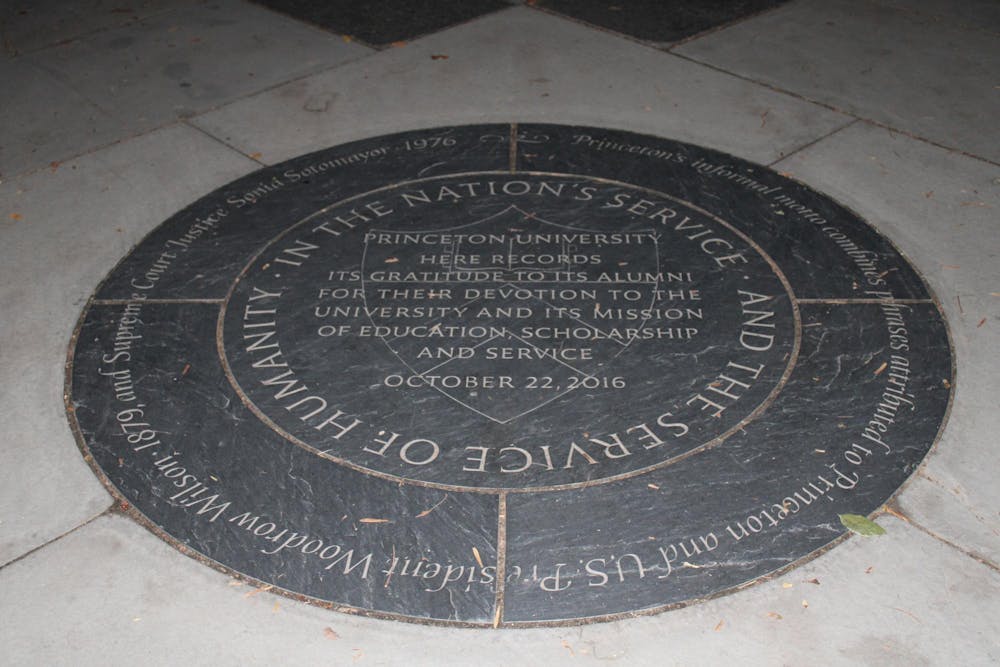 PRINCETON UNIVERSITY
HERE RECORDS
ITS GRATITUDE TO ITS ALUMNI
FOR THEIR DEVOTION TO THE
UNIVERSITY AND ITS MISSION
OF EDUCATION, SCHOLARSHIP
AND SERVICE
OCTOBER 22, 2016
· IN THE NATION'S SERVICE · AND THE SERVICE OF HUMANITY
Princeton's informal motto combines phrases attributed to Princeton and U.S. President Woodrow Wilson, 1879, and Supreme Court Justice Sonia Sotomayor, 1976